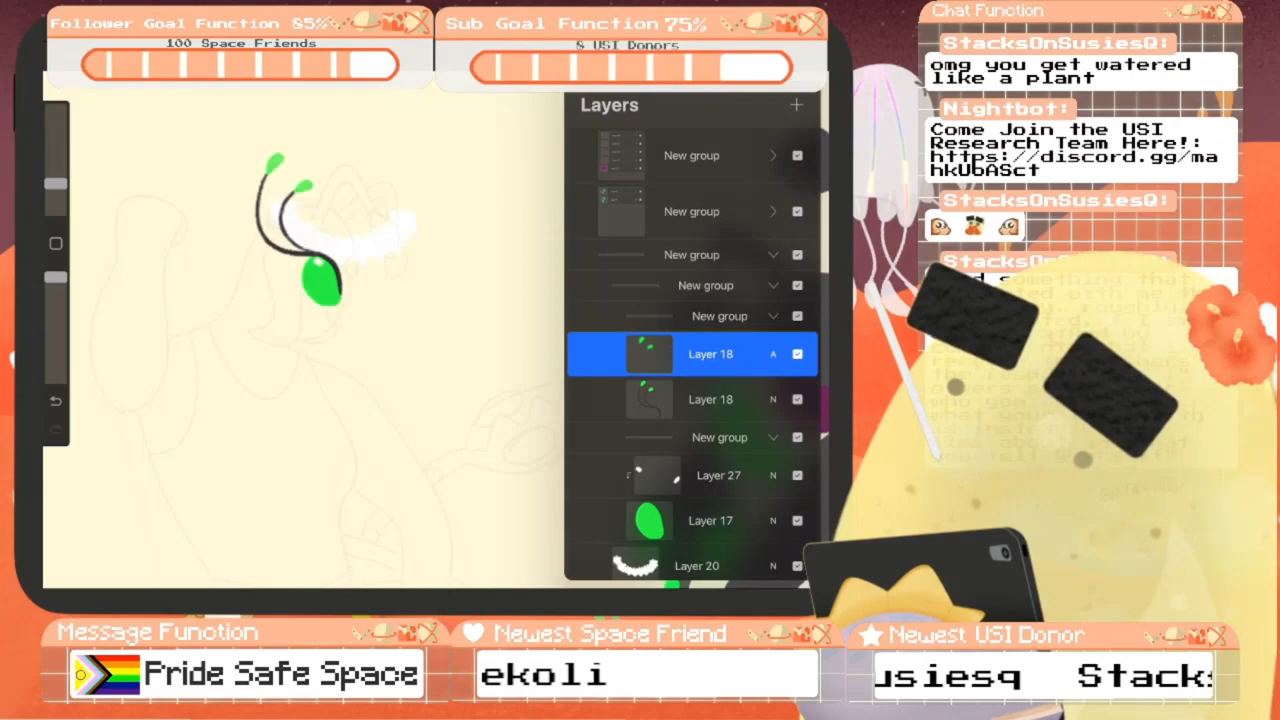 Follower Goal Function 85%
100 Space Friends
Sub Goal Function 75%
8 USI Donors
Chat Function
StacksOnSusiesQ:
omg you get watered
like a plant
Nightbot:
Come Join the USI
Research Team Here!:
https://discord.gg/ma
hkUbASct
StacksOnSusiesQ:
StacksOnSusiesQ:
Layers
New group
New group
New group
New group
New group
Layer 18 A
Layer 18 N
New group
Layer 27 N
Layer 17 N
Layer 20 N
Message Function
Pride Safe Space
Newest Space Friend
ekoli
Newest USI Donor
usiesq Stacks